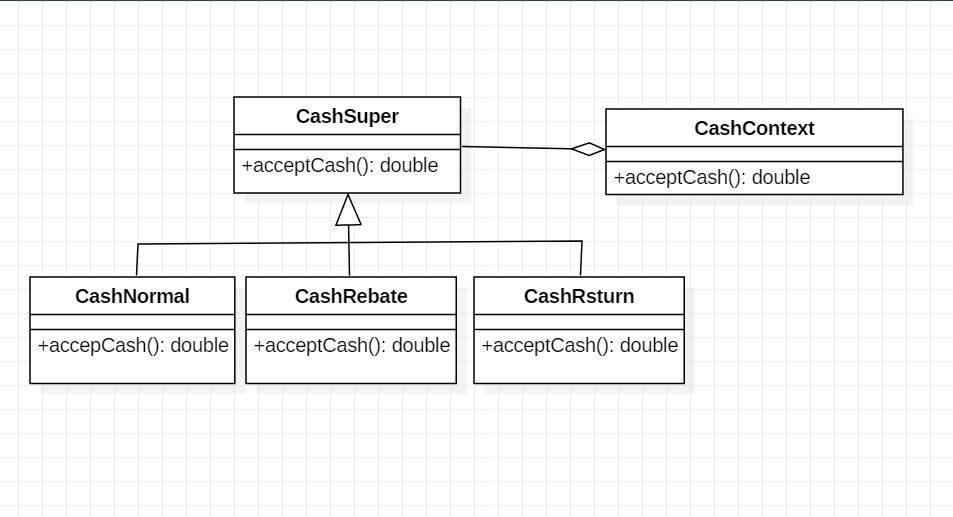 CashSuper
+acceptCash(): double
CashContext
+acceptCash(): double
CashNormal
+accepCash(): double
CashRebate
+acceptCash(): double
CashRsturn
+acceptCash(): double